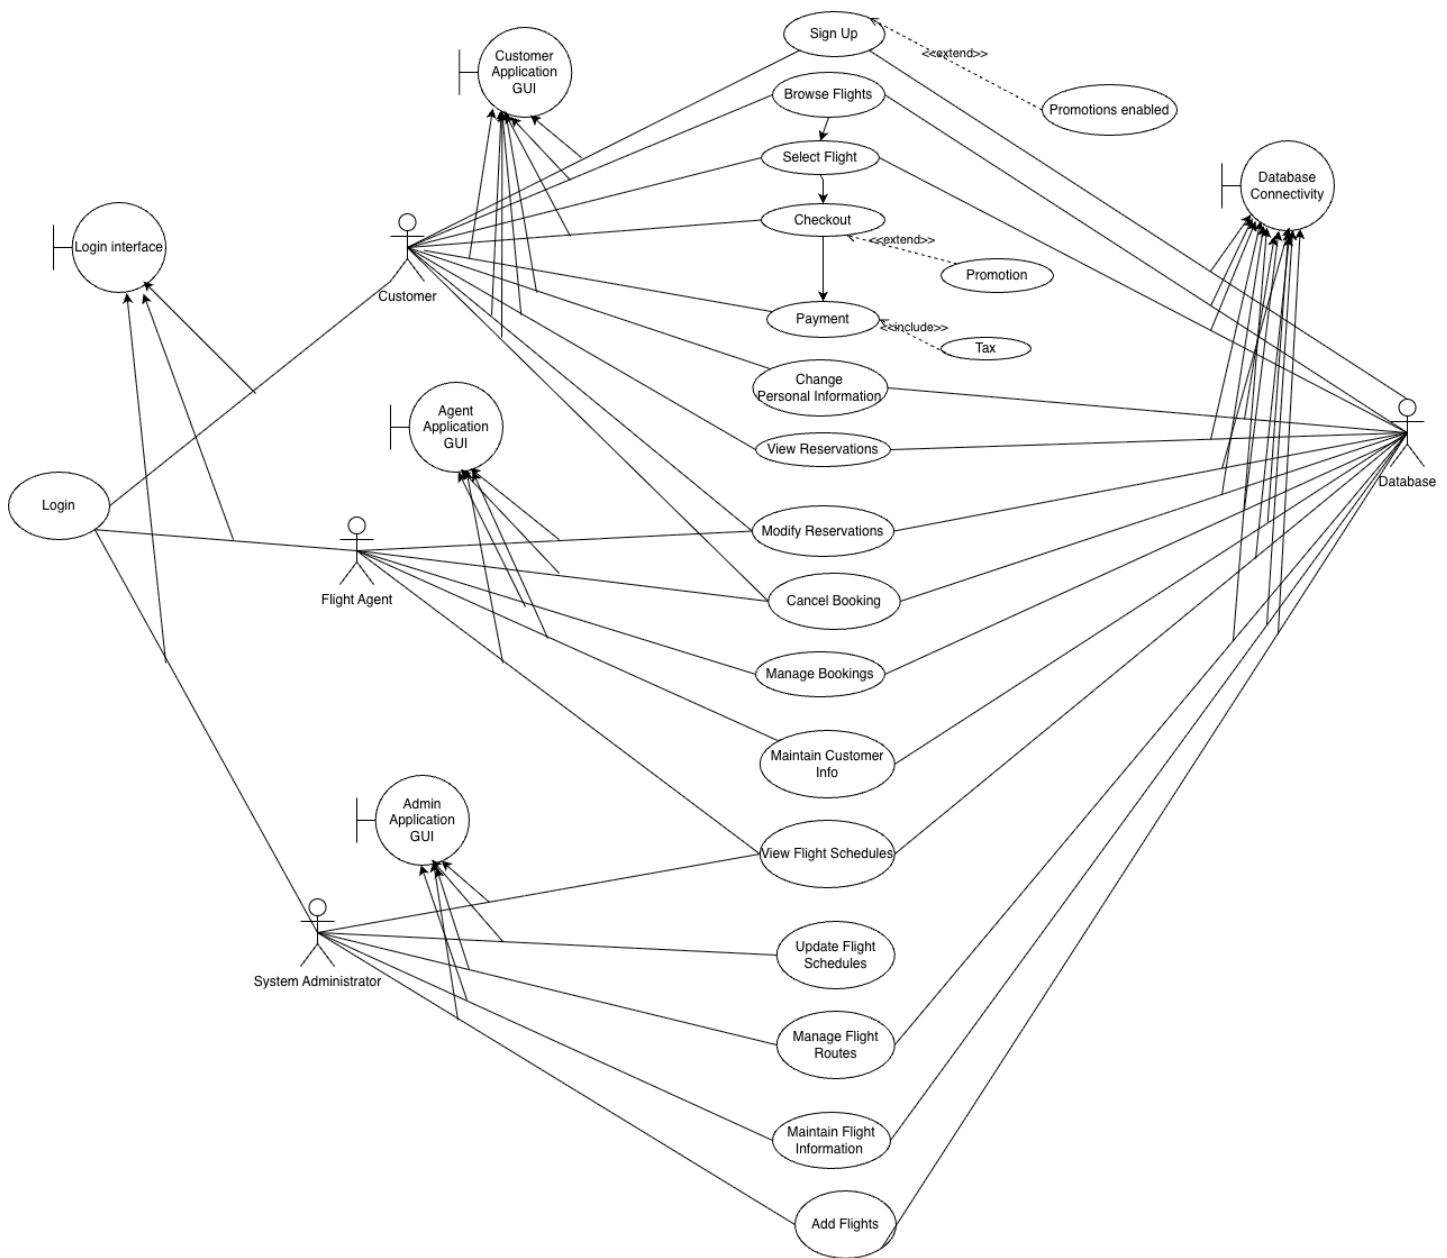 Sign Up
Customer
Application
GUI
<<extend>>
Browse Flights
Promotions enabled
Select Flight
Database
Connectivity
Checkout
<<extend>>
Login interface
Promotion
Customer
Payment
<<include>>
Tax
Change
Personal Information
Agent
Application
GUI
View Reservations
Database
Login
Modify Reservations
Flight Agent
Cancel Booking
Manage Bookings
Maintain Customer
Info
Admin
Application
GUI
View Flight Schedules
Update Flight
Schedules
System Administrator
Manage Flight
Routes
Maintain Flight
Information
Add Flights